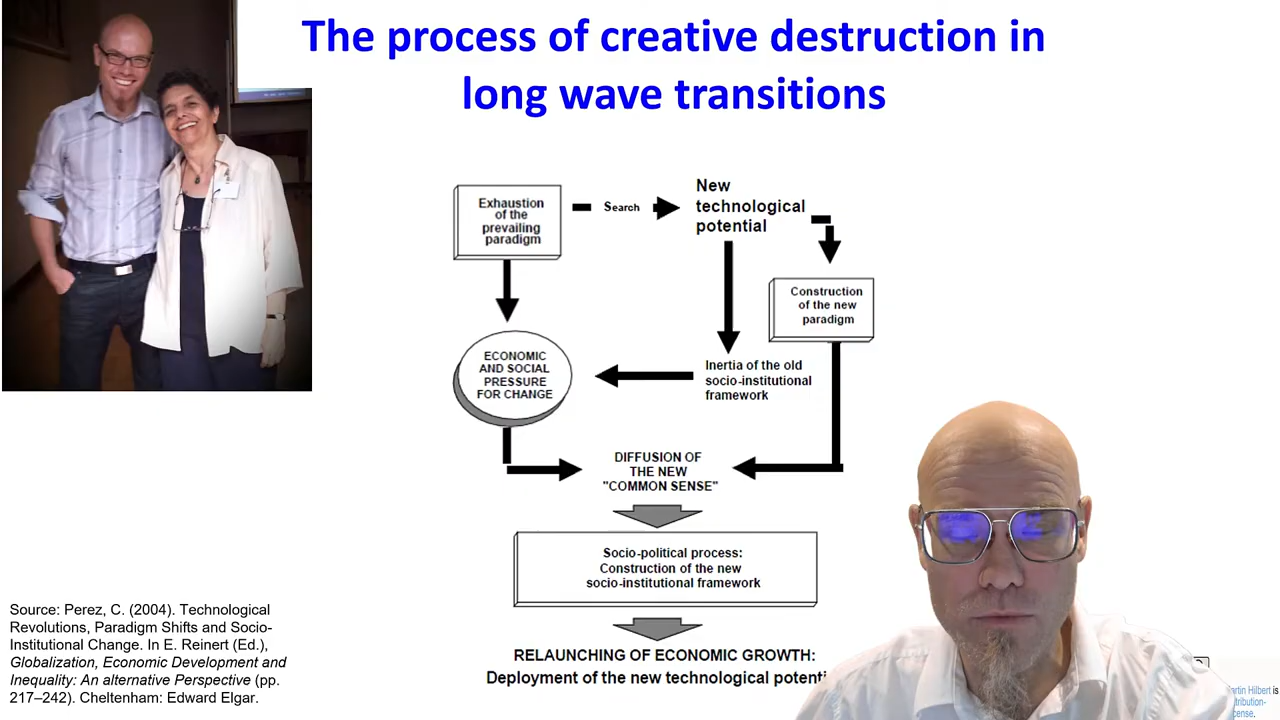 The process of creative destruction in
long wave transitions
Exhaustion
of the
prevailing
paradigm
Search
New
technological
potential
Construction
of the new
paradigm
ECONOMIC
AND SOCIAL
PRESSURE
FOR CHANGE
Inertia of the old
socio-institutional
framework
DIFFUSION OF
THE NEW
"COMMON SENSE"
Socio-political process:
Construction of the new
socio-institutional framework
RELAUNCHING OF ECONOMIC GROWTH:
Deployment of the new technological
Source: Perez, C. (2004). Technological
Revolutions, Paradigm Shifts and Socio-
Institutional Change. In E. Reinert (Ed.),
Globalization, Economic Development and
Inequality: An alternative Perspective (pp.
217–242). Cheltenham: Edward Elgar.
Hilbert is